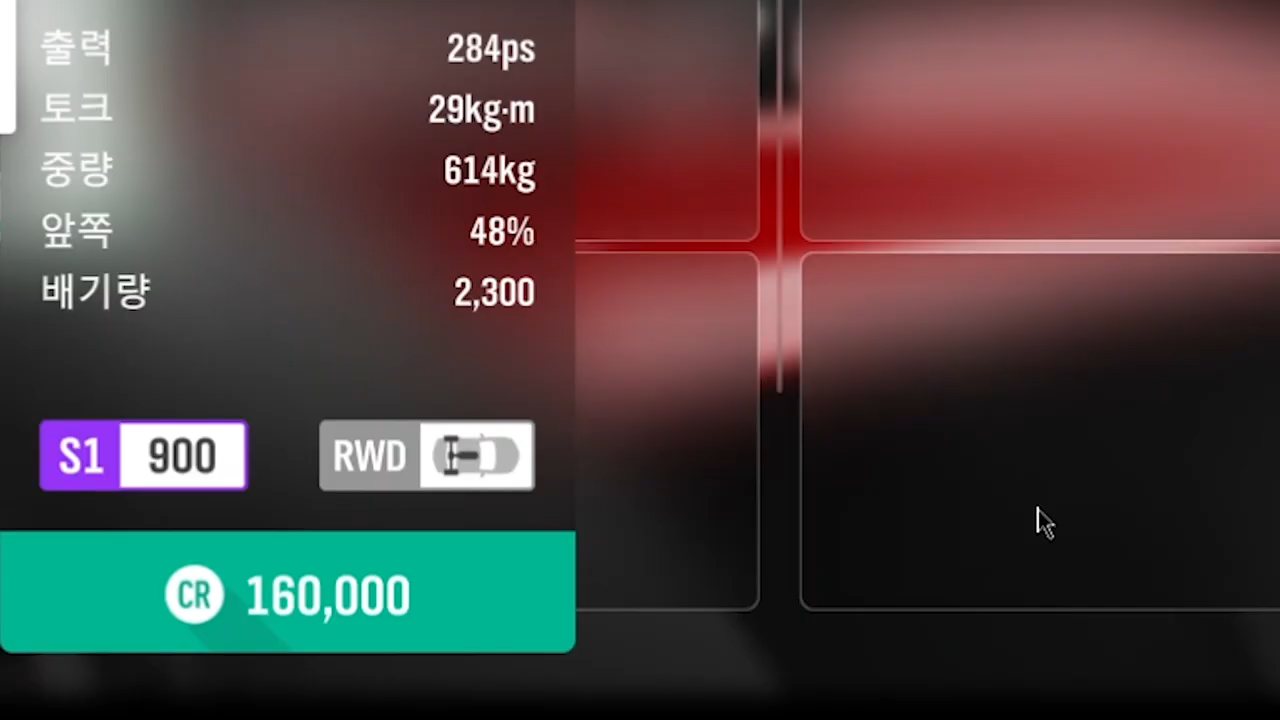 출력 284ps
토크 29kg·m
중량 614kg
앞쪽 48%
배기량 2,300
S1 900 RWD
CR 160,000